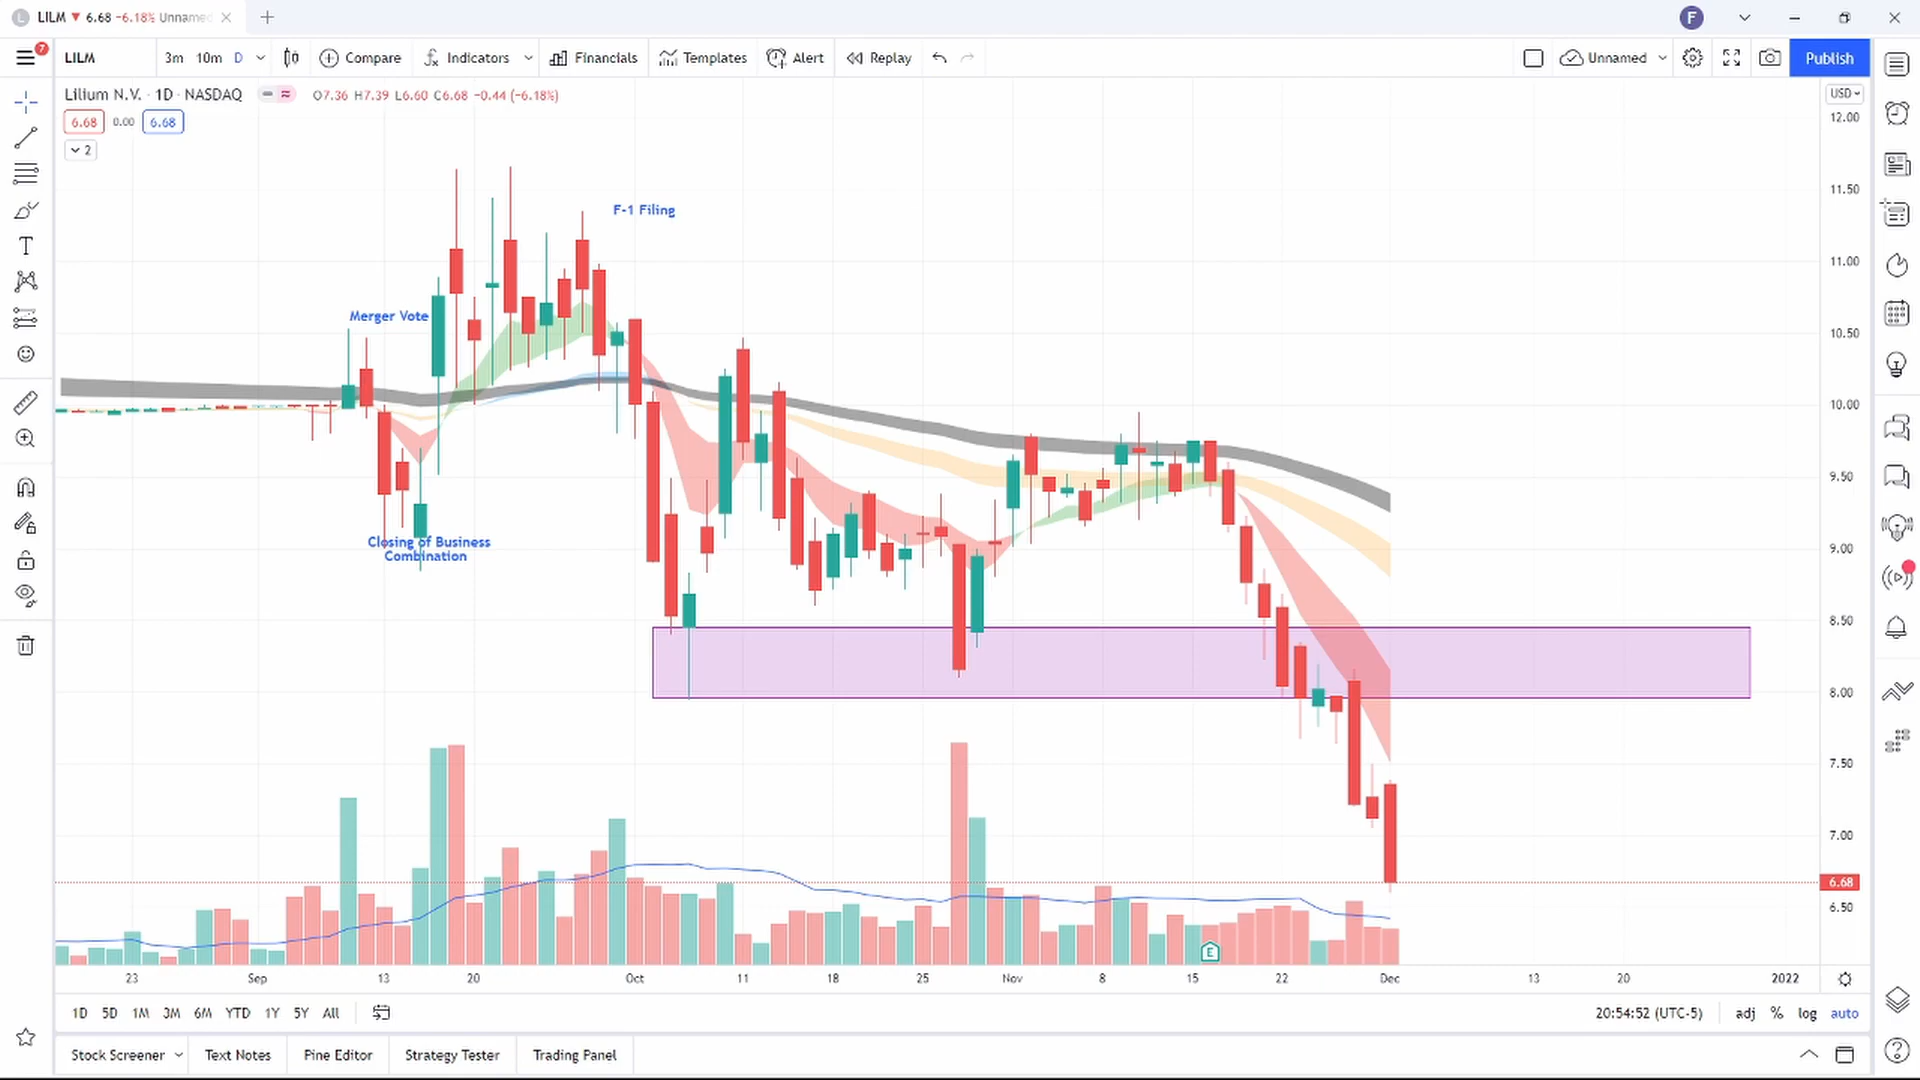 L LILM ▼ 6.68 −6.18% Unnamed
F
7
LILM 3m 10m D Compare Indicators Financials Templates Alert Replay Unnamed Publish
Lilium N.V. · 1D · NASDAQ O7.36 H7.39 L6.60 C6.68 −0.44 (−6.18%)
USD
6.68 0.00 6.68
2
12.00
11.50
11.00
10.50
10.00
9.50
9.00
8.50
8.00
7.50
7.00
6.68
6.50
F-1 Filing
Merger Vote
Closing of Business
Combination
E
23 Sep 13 20 Oct 11 18 25 Nov 8 15 22 Dec 13 20 2022
1D 5D 1M 3M 6M YTD 1Y 5Y All 20:54:52 (UTC-5) adj % log auto
Stock Screener Text Notes Pine Editor Strategy Tester Trading Panel